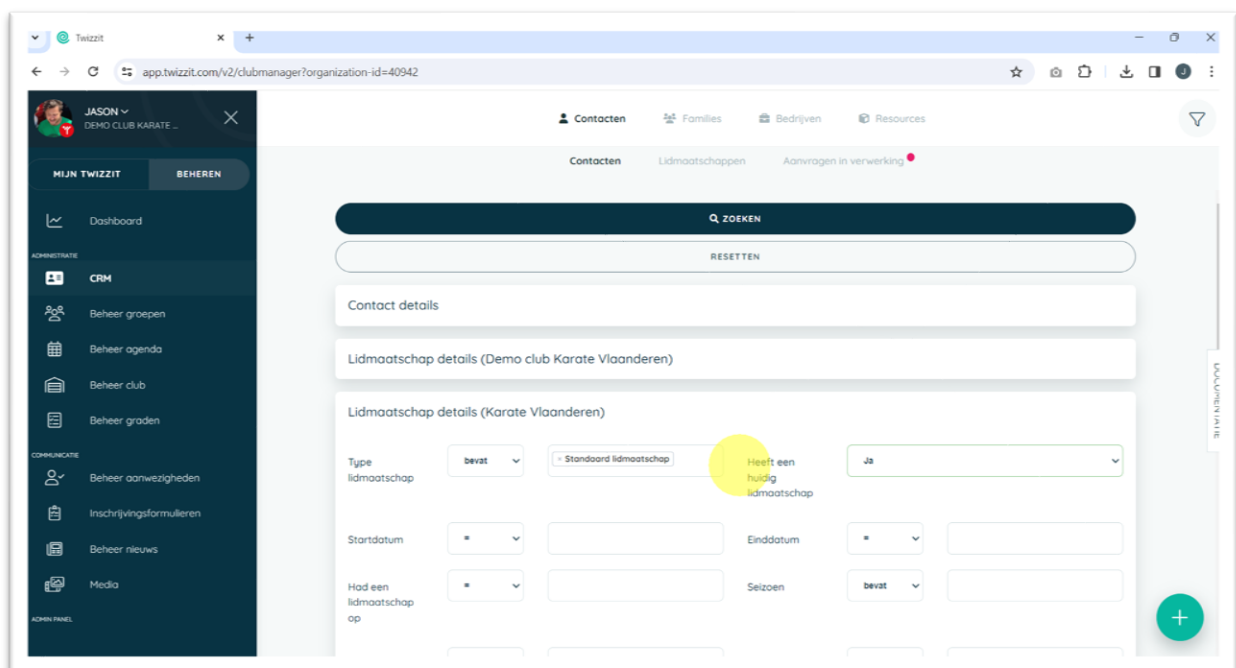 Twizzit
app.twizzit.com/v2/clubmanager?organization-id=40942
JASON
DEMO CLUB KARATE ...
MIJN TWIZZIT BEHEREN
Dashboard
ADMINISTRATIE
CRM
Beheer groepen
Beheer agenda
Beheer club
Beheer graden
COMMUNICATIE
Beheer aanwezigheden
Inschrijvingsformulieren
Beheer nieuws
Media
ADMIN PANEL
Contacten Families Bedrijven Resources
Contacten Lidmaatschappen Aanvragen in verwerking
ZOEKEN
RESETTEN
Contact details
Lidmaatschap details (Demo club Karate Vlaanderen)
Lidmaatschap details (Karate Vlaanderen)
Type lidmaatschap
bevat
× Standaard lidmaatschap
Heeft een huidig lidmaatschap
Ja
Startdatum = Einddatum =
Had een lidmaatschap op
=
Seizoen bevat
DOCUMENTATIE
J